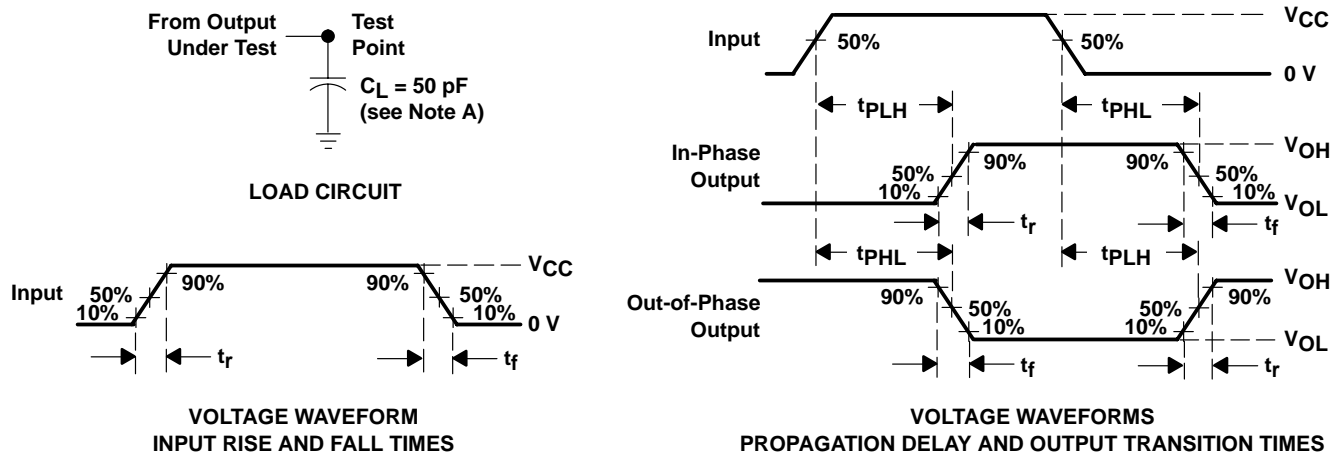 From Output
Under Test
Test
Point
CL = 50 pF
(see Note A)
LOAD CIRCUIT
Input
50%
10%
90%
90%
50%
10%
VCC
0 V
tr
tf
VOLTAGE WAVEFORM
INPUT RISE AND FALL TIMES
Input
50%
50%
VCC
0 V
tPLH
tPHL
In-Phase
Output
50%
10%
90%
90%
50%
10%
VOH
VOL
tr
tf
tPHL
tPLH
Out-of-Phase
Output
90%
50%
10%
50%
10%
90%
VOH
VOL
tf
tr
VOLTAGE WAVEFORMS
PROPAGATION DELAY AND OUTPUT TRANSITION TIMES